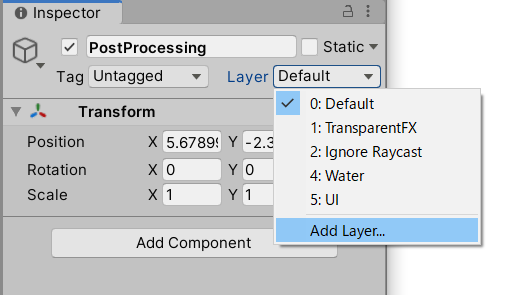 Inspector
PostProcessing
Static
Tag Untagged Layer Default
0: Default
1: TransparentFX
2: Ignore Raycast
4: Water
5: UI
Add Layer...
Transform
Position X 5.67899 Y -2.3
Rotation X 0 Y 0
Scale X 1 Y 1
Add Component